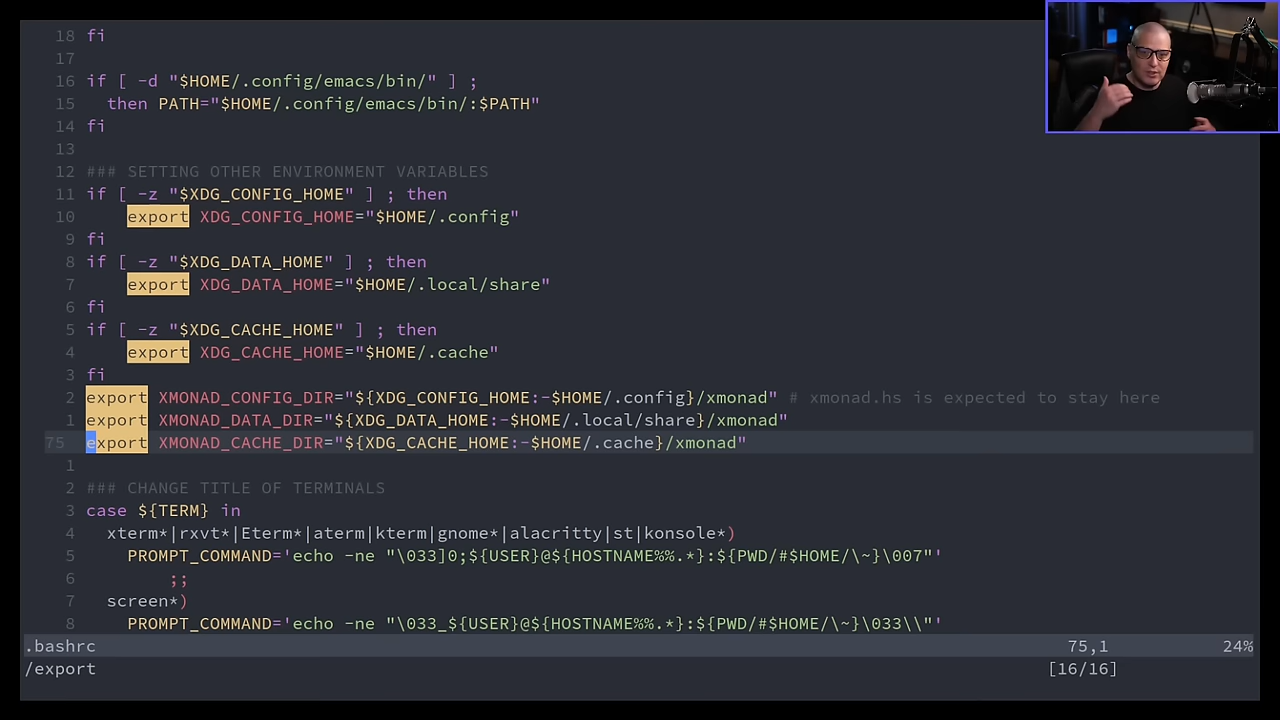 18 fi
17
16 if [ -d "$HOME/.config/emacs/bin/" ] ;
15   then PATH="$HOME/.config/emacs/bin/:$PATH"
14 fi
13
12 ### SETTING OTHER ENVIRONMENT VARIABLES
11 if [ -z "$XDG_CONFIG_HOME" ] ; then
10     export XDG_CONFIG_HOME="$HOME/.config"
9 fi
8 if [ -z "$XDG_DATA_HOME" ] ; then
7     export XDG_DATA_HOME="$HOME/.local/share"
6 fi
5 if [ -z "$XDG_CACHE_HOME" ] ; then
4     export XDG_CACHE_HOME="$HOME/.cache"
3 fi
2 export XMONAD_CONFIG_DIR="${XDG_CONFIG_HOME:-$HOME/.config}/xmonad" # xmonad.hs is expected to stay here
1 export XMONAD_DATA_DIR="${XDG_DATA_HOME:-$HOME/.local/share}/xmonad"
75 export XMONAD_CACHE_DIR="${XDG_CACHE_HOME:-$HOME/.cache}/xmonad"
1
2 ### CHANGE TITLE OF TERMINALS
3 case ${TERM} in
4   xterm*|rxvt*|Eterm*|aterm|kterm|gnome*|alacritty|st|konsole*)
5     PROMPT_COMMAND='echo -ne "\033]0;${USER}@${HOSTNAME%%.*}:${PWD/#$HOME/\~}\007"'
6         ;;
7   screen*)
8     PROMPT_COMMAND='echo -ne "\033_${USER}@${HOSTNAME%%.*}:${PWD/#$HOME/\~}\033\\"'
.bashrc 75,1 24%
/export [16/16]